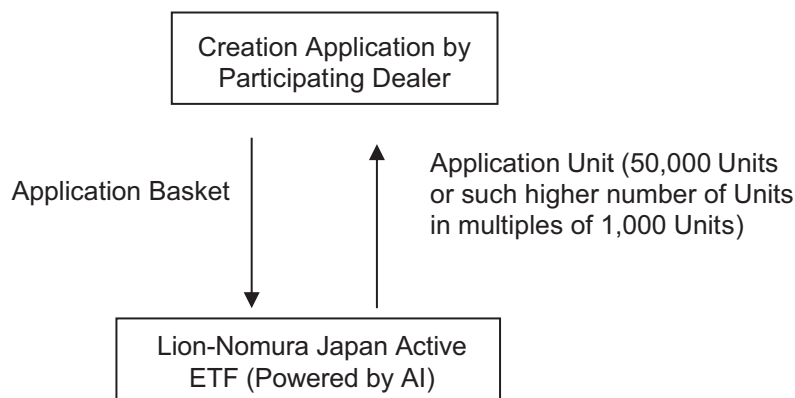 Creation Application by
Participating Dealer
Application Basket
Application Unit (50,000 Units
or such higher number of Units
in multiples of 1,000 Units)
Lion-Nomura Japan Active
ETF (Powered by AI)